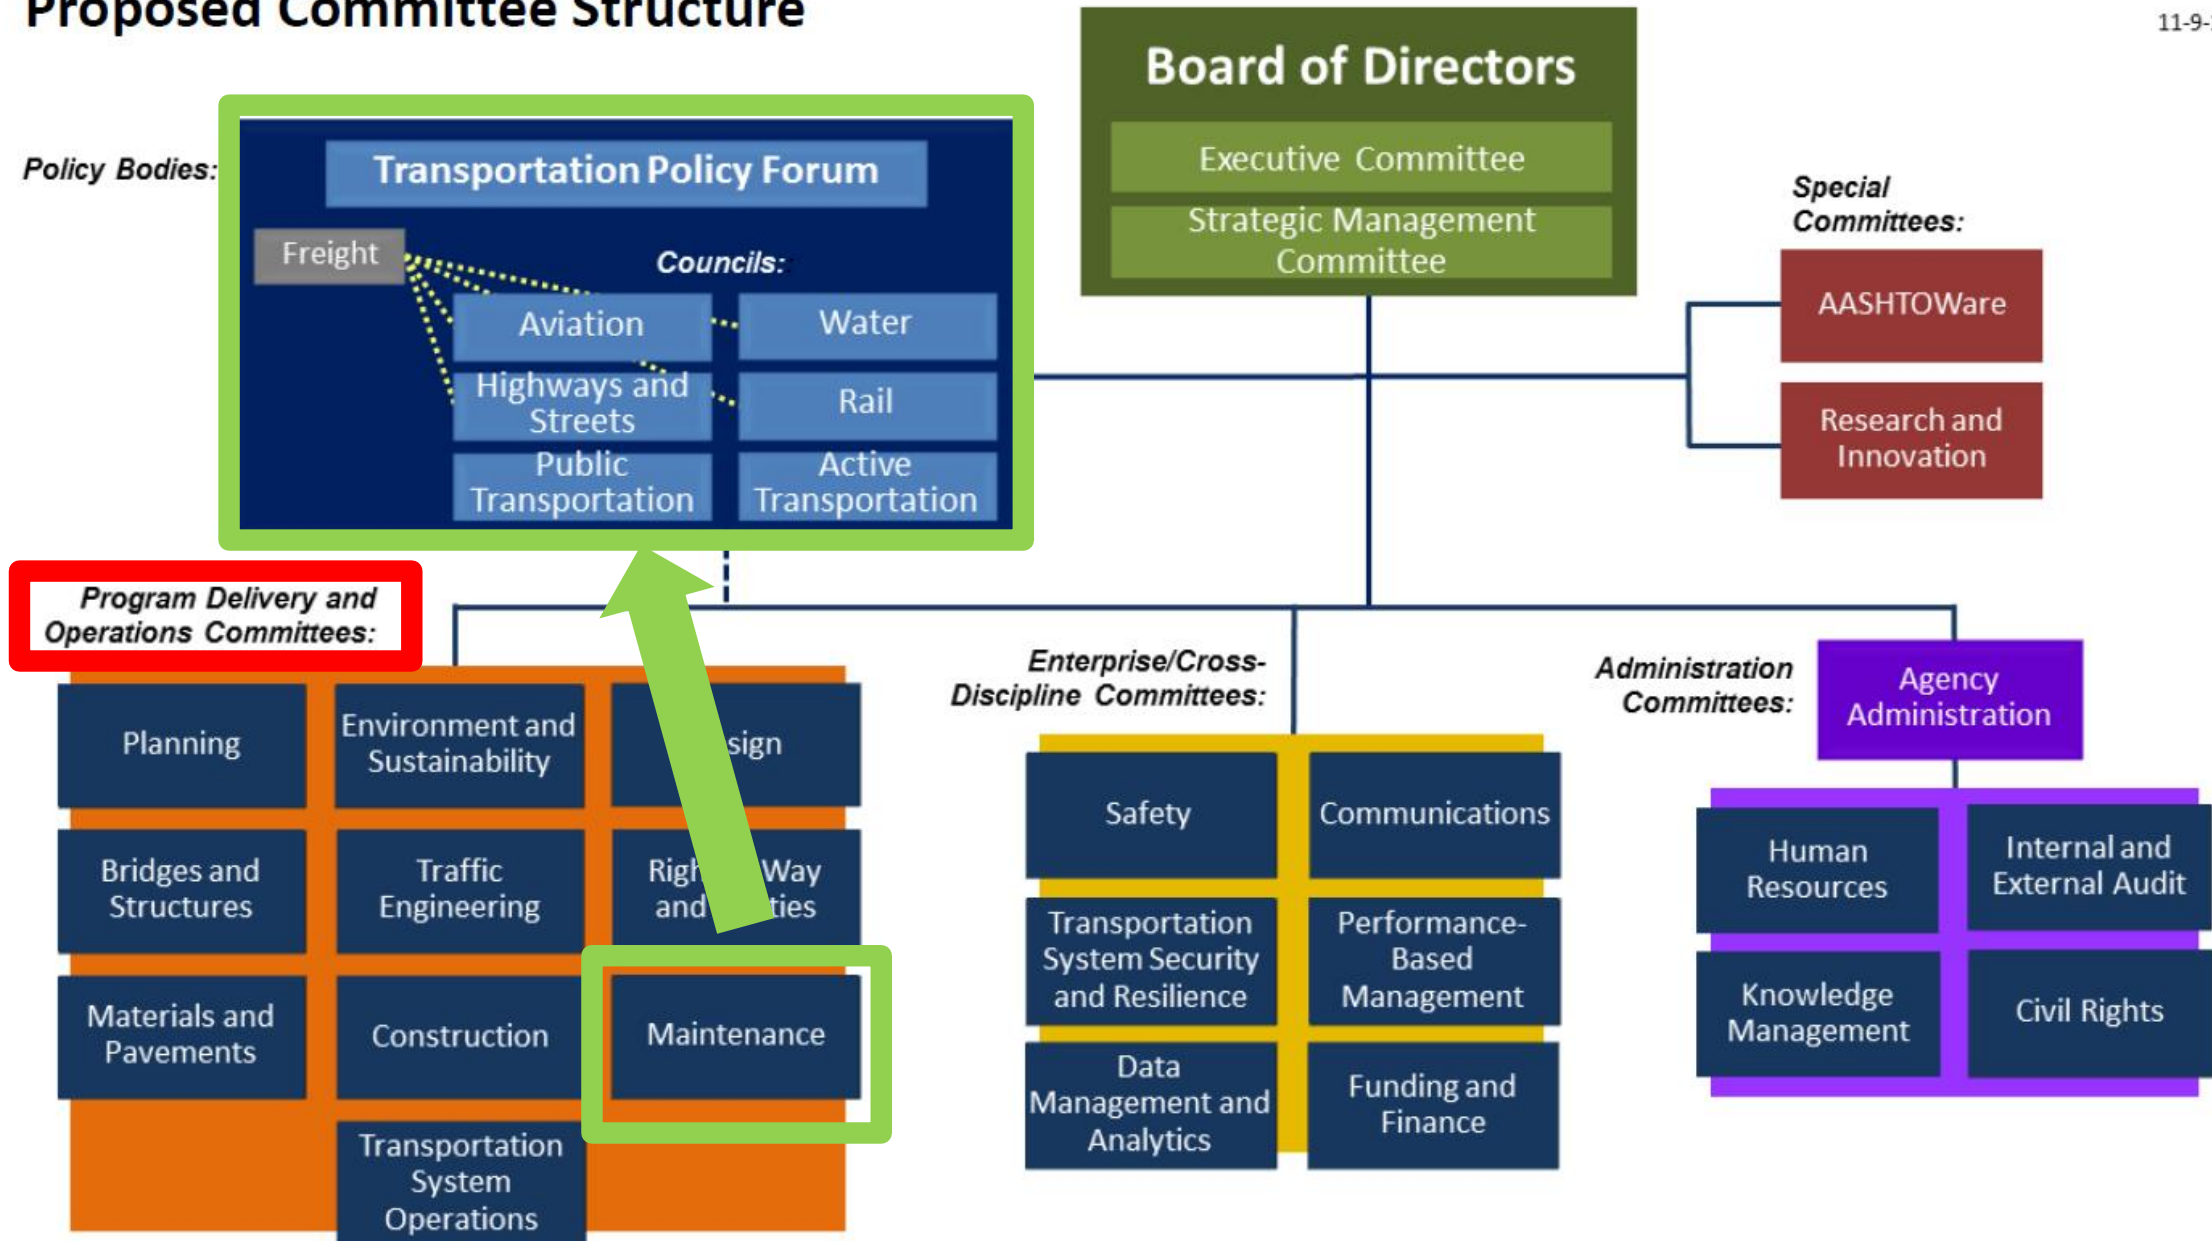 Proposed Committee Structure
11-9-
Board of Directors
Executive Committee
Strategic Management
Committee
Policy Bodies:
Transportation Policy Forum
Freight
Councils:
Aviation
Water
Highways and
Streets
Rail
Public
Transportation
Active
Transportation
Special
Committees:
AASHTOWare
Research and
Innovation
Program Delivery and
Operations Committees:
Planning
Environment and
Sustainability
sign
Bridges and
Structures
Traffic
Engineering
Righ Way
and ties
Materials and
Pavements
Construction
Maintenance
Transportation
System
Operations
Enterprise/Cross-
Discipline Committees:
Safety
Communications
Transportation
System Security
and Resilience
Performance-
Based
Management
Data
Management and
Analytics
Funding and
Finance
Administration
Committees:
Agency
Administration
Human
Resources
Internal and
External Audit
Knowledge
Management
Civil Rights